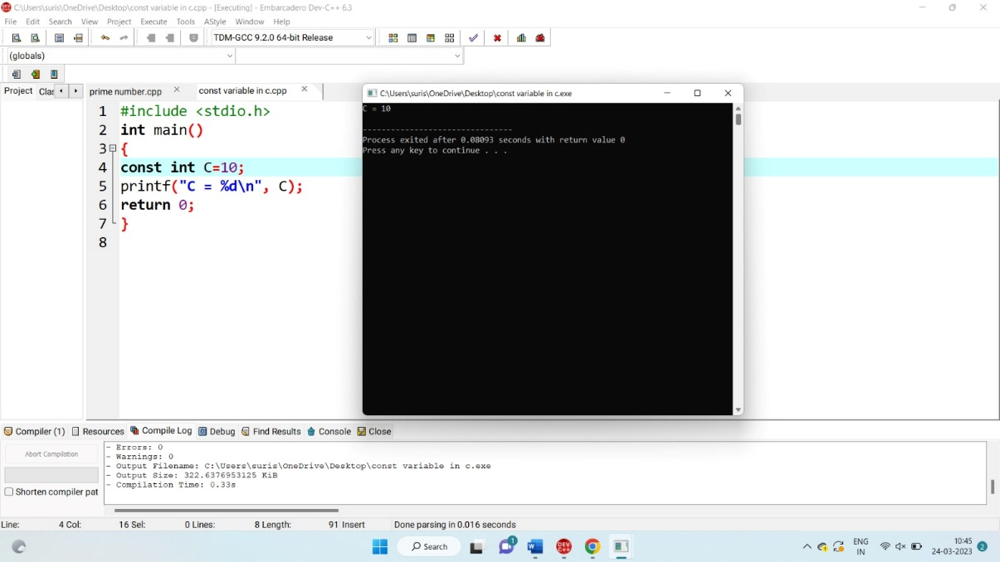 C:\Users\suris\OneDrive\Desktop\const variable in c.cpp - [Executing] - Embarcadero Dev-C++ 6.3
File Edit Search View Project Execute Tools AStyle Window Help
TDM-GCC 9.2.0 64-bit Release
(globals)
Project Clas prime number.cpp const variable in c.cpp
1 #include <stdio.h>
2 int main()
3 {
4 const int C=10;
5 printf("C = %d\n", C);
6 return 0;
7 }
8
C:\Users\suris\OneDrive\Desktop\const variable in c.exe
C = 10
--------------------------------
Process exited after 0.08093 seconds with return value 0
Press any key to continue . . .
Compiler (1) Resources Compile Log Debug Find Results Console Close
Abort Compilation
Shorten compiler pat
- Errors: 0
- Warnings: 0
- Output Filename: C:\Users\suris\OneDrive\Desktop\const variable in c.exe
- Output Size: 322.6376953125 KiB
- Compilation Time: 0.33s
Line: 4 Col: 16 Sel: 0 Lines: 8 Length: 91 Insert Done parsing in 0.016 seconds
Search
1
W
DEV C++
ENG
IN
10:45
24-03-2023
2